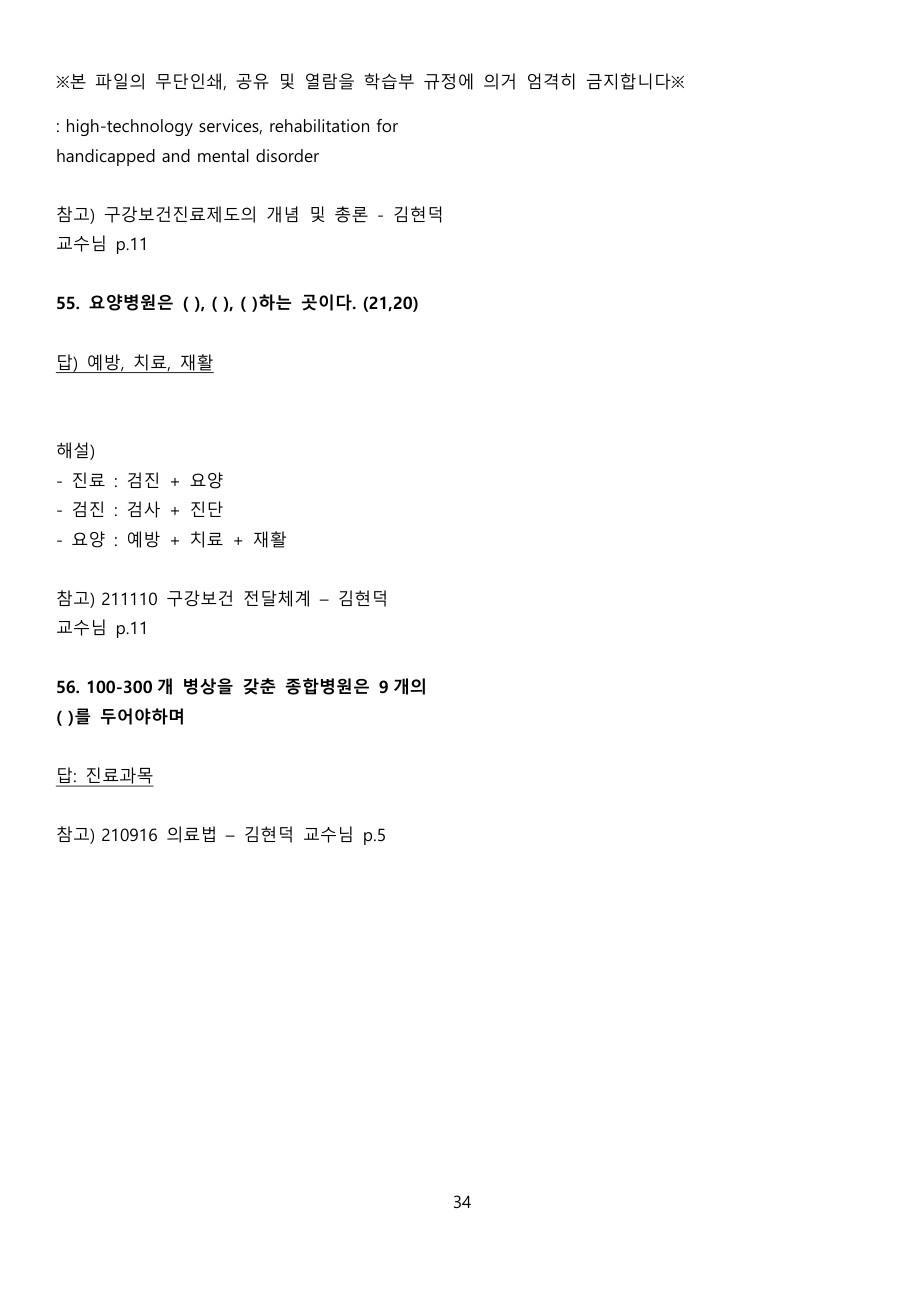 ※본 파일의 무단인쇄, 공유 및 열람을 학습부 규정에 의거 엄격히 금지합니다※
: high-technology services, rehabilitation for
handicapped and mental disorder
참고) 구강보건진료제도의 개념 및 총론 - 김현덕
교수님 p.11
55. 요양병원은 ( ), ( ), ( )하는 곳이다. (21,20)
답) 예방, 치료, 재활
해설)
- 진료 : 검진 + 요양
- 검진 : 검사 + 진단
- 요양 : 예방 + 치료 + 재활
참고) 211110 구강보건 전달체계 – 김현덕
교수님 p.11
56. 100-300 개 병상을 갖춘 종합병원은 9 개의
( )를 두어야하며
답: 진료과목
참고) 210916 의료법 – 김현덕 교수님 p.5
34